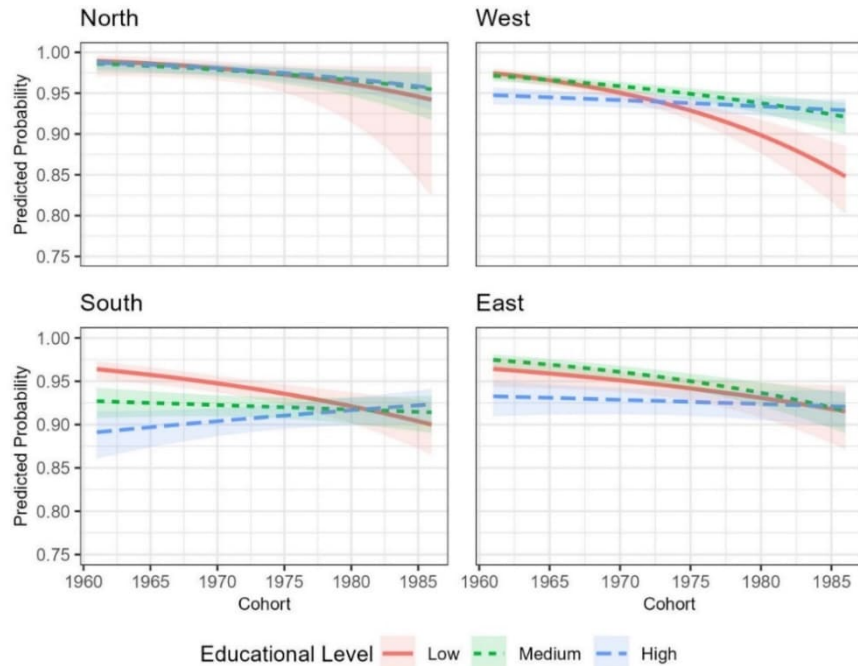 North
West
1.00
0.95
0.90
0.85
0.80
0.75
Predicted Probability
South
East
1.00
0.95
0.90
0.85
0.80
0.75
Predicted Probability
1960 1965 1970 1975 1980 1985
1960 1965 1970 1975 1980 1985
Cohort
Cohort
Educational Level Low Medium High